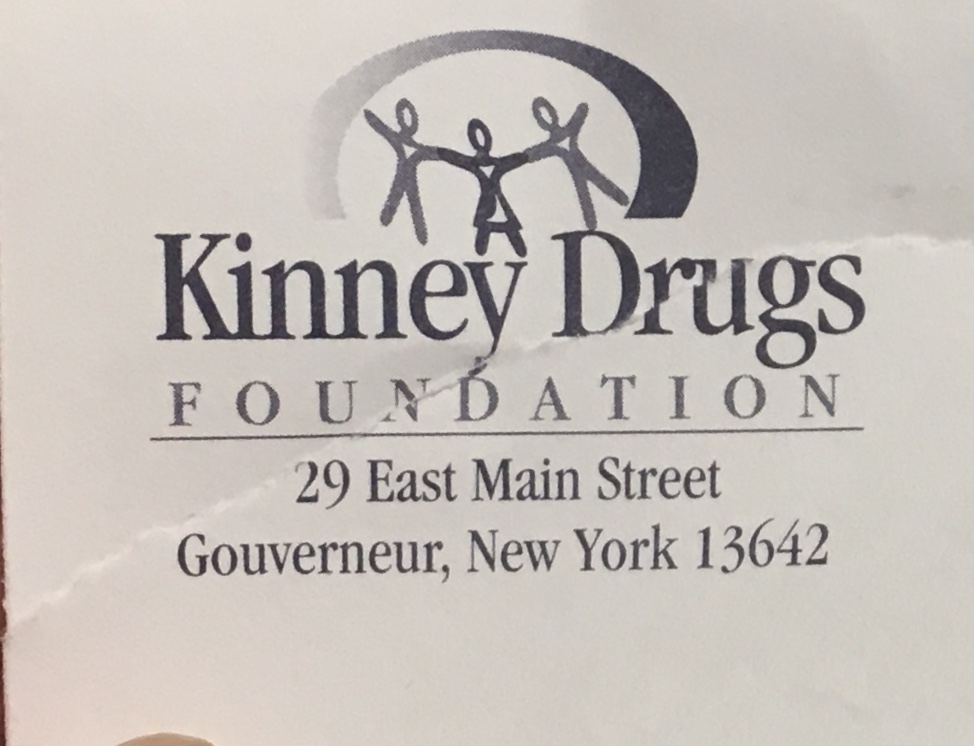 Kinney Drugs
FOUNDATION
29 East Main Street
Gouverneur, New York 13642